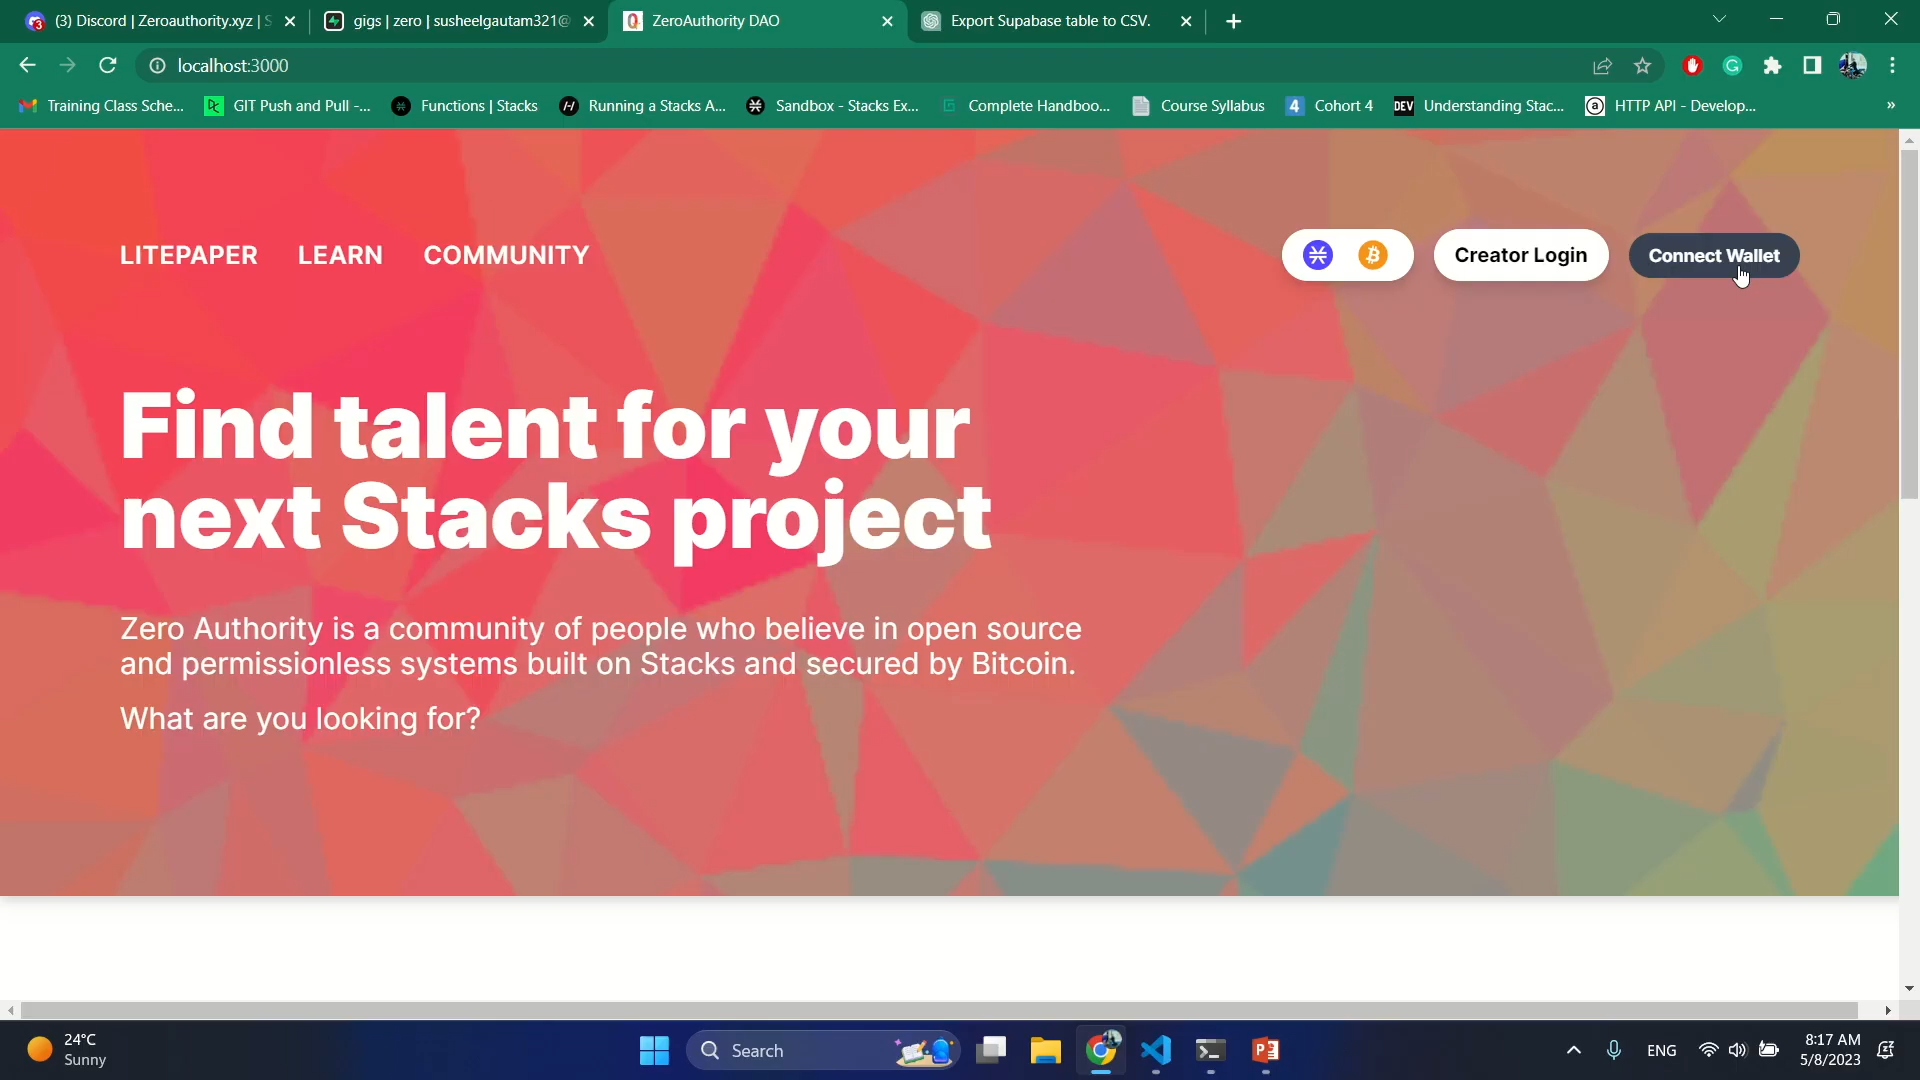 (3) Discord | Zeroauthority.xyz |
gigs | zero | susheelgautam321@
ZeroAuthority DAO
Export Supabase table to CSV.
localhost:3000
Training Class Sche...
GIT Push and Pull -...
Functions | Stacks
Running a Stacks A...
Sandbox - Stacks Ex...
Complete Handboo...
Course Syllabus
4 Cohort 4
DEV Understanding Stac...
HTTP API - Develop...
LITEPAPER LEARN COMMUNITY
Creator Login
Connect Wallet
Find talent for your
next Stacks project
Zero Authority is a community of people who believe in open source
and permissionless systems built on Stacks and secured by Bitcoin.
What are you looking for?
24°C
Sunny
Search
ENG
8:17 AM
5/8/2023